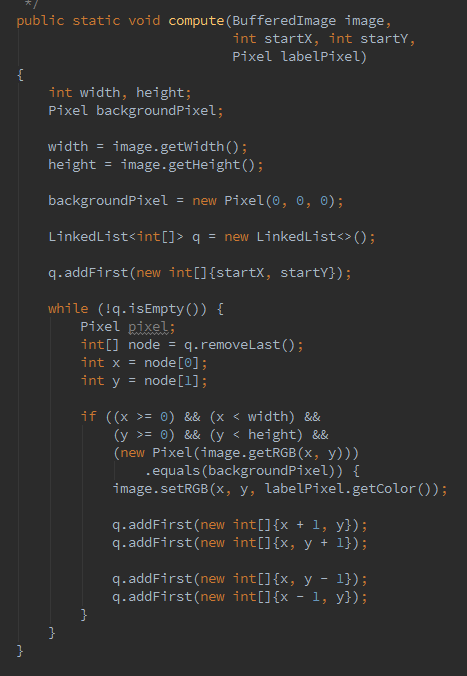 */
public static void compute(BufferedImage image,
int startX, int startY,
Pixel labelPixel)
{
int width, height;
Pixel backgroundPixel;
width = image.getWidth();
height = image.getHeight();
backgroundPixel = new Pixel(0, 0, 0);
LinkedList<int[]> q = new LinkedList<>();
q.addFirst(new int[]{startX, startY});
while (!q.isEmpty()) {
Pixel pixel;
int[] node = q.removeLast();
int x = node[0];
int y = node[1];
if ((x >= 0) && (x < width) &&
(y >= 0) && (y < height) &&
(new Pixel(image.getRGB(x, y)))
.equals(backgroundPixel)) {
image.setRGB(x, y, labelPixel.getColor());
q.addFirst(new int[]{x + 1, y});
q.addFirst(new int[]{x, y + 1});
q.addFirst(new int[]{x, y - 1});
q.addFirst(new int[]{x - 1, y});
}
}
}